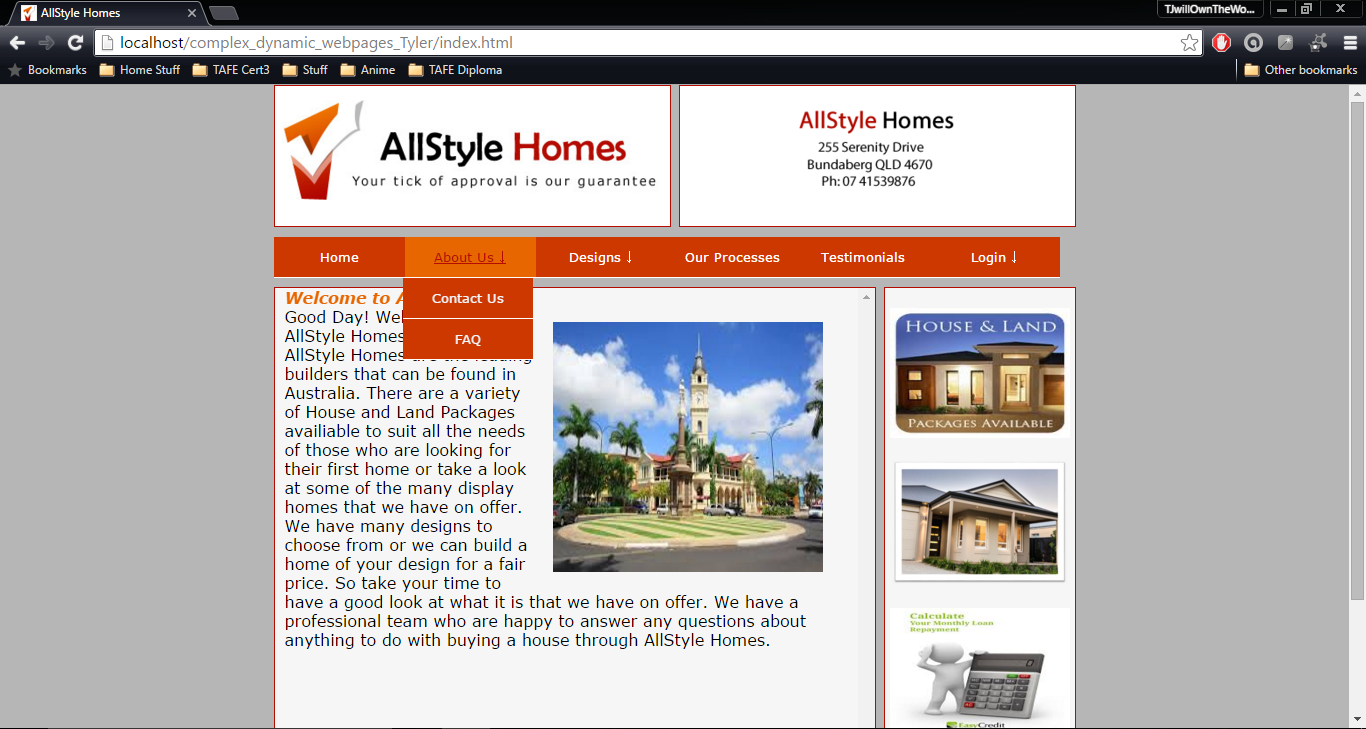 AllStyle Homes
TJwillOwnTheWo...
localhost/complex_dynamic_webpages_Tyler/index.html
Bookmarks
Home Stuff
TAFE Cert3
Stuff
Anime
TAFE Diploma
Other bookmarks
AllStyle Homes
Your tick of approval is our guarantee
AllStyle Homes
255 Serenity Drive
Bundaberg QLD 4670
Ph: 07 41539876
Home
About Us ↓
Designs ↓
Our Processes
Testimonials
Login ↓
Contact Us
FAQ
Welcome to A
Good Day! Wel
AllStyle Homes
AllStyle Homes are the leading
builders that can be found in
Australia. There are a variety
of House and Land Packages
availiable to suit all the needs
of those who are looking for
their first home or take a look
at some of the many display
homes that we have on offer.
We have many designs to
choose from or we can build a
home of your design for a fair
price. So take your time to
have a good look at what it is that we have on offer. We have a
professional team who are happy to answer any questions about
anything to do with buying a house through AllStyle Homes.
House & Land
Packages Available
Calculate
Your Monthly Loan
Repayment
EasyCredit